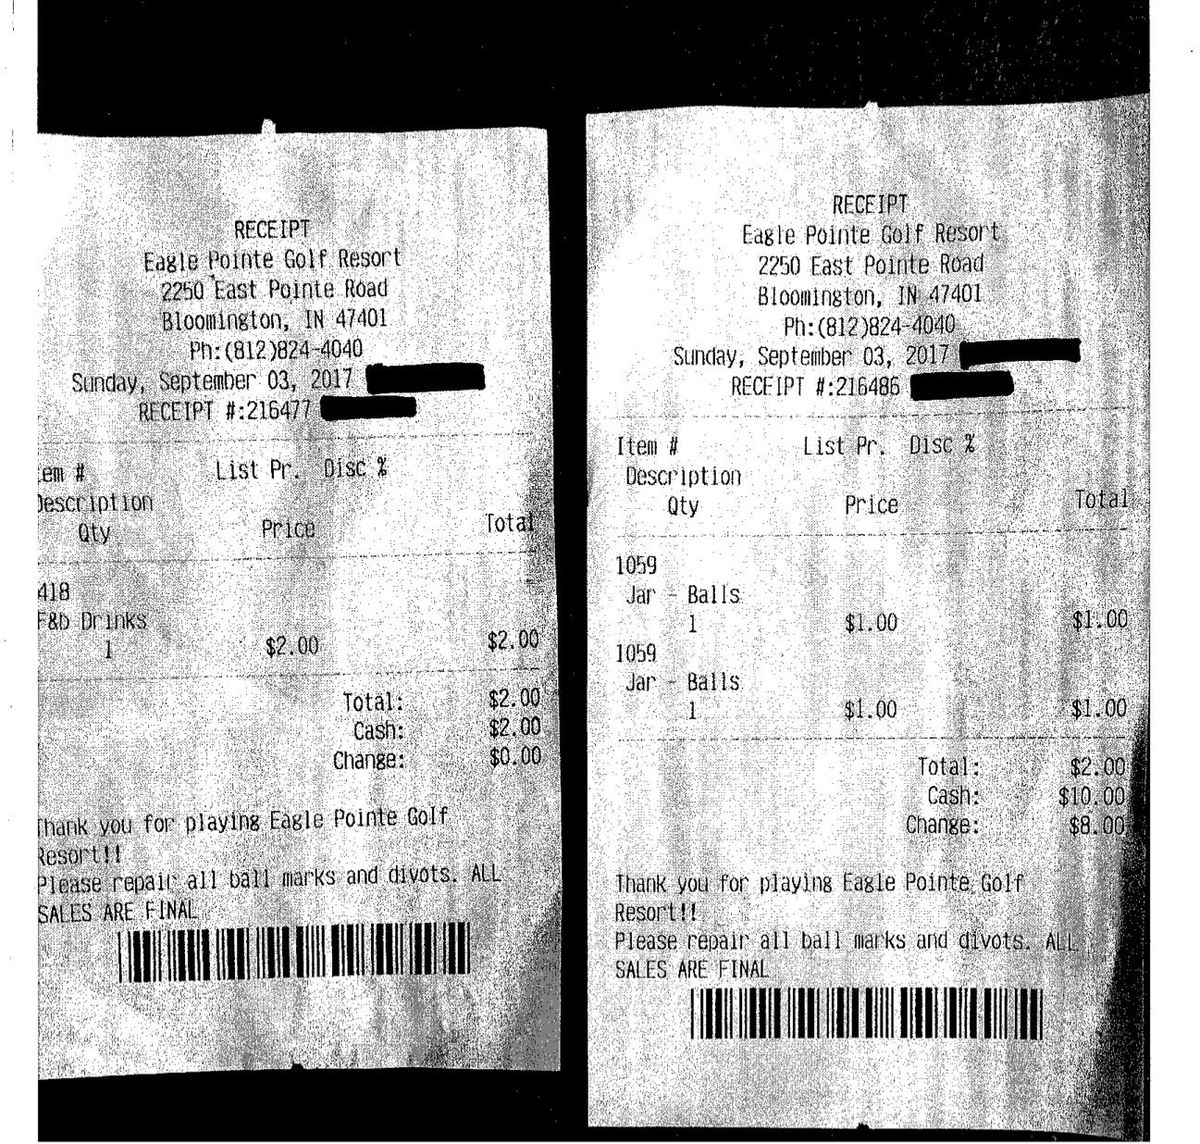 RECEIPT
Eagle Pointe Golf Resort
2250 East Pointe Road
Bloomington, IN 47401
Ph:(812)824-4040
Sunday, September 03, 2017
RECEIPT #:216477
em # List Pr. Disc %
Description
Qty Price Total
418
F&b Drinks
1 $2.00 $2.00
Total: $2.00
Cash: $2.00
Change: $0.00
Thank you for playing Eagle Pointe Golf
Resort!!
Please repair all ball marks and divots. ALL
SALES ARE FINAL
RECEIPT
Eagle Pointe Golf Resort
2250 East Pointe Road
Bloomington, IN 47401
Ph:(812)824-4040
Sunday, September 03, 2017
RECEIPT #:216486
Item # List Pr. Disc %
Description
Qty Price Total
1059
Jar - Balls
1 $1.00 $1.00
1059
Jar - Balls
1 $1.00 $1.00
Total: $2.00
Cash: $10.00
Change: $8.00
Thank you for playing Eagle Pointe Golf
Resort!!
Please repair all ball marks and divots. ALL
SALES ARE FINAL